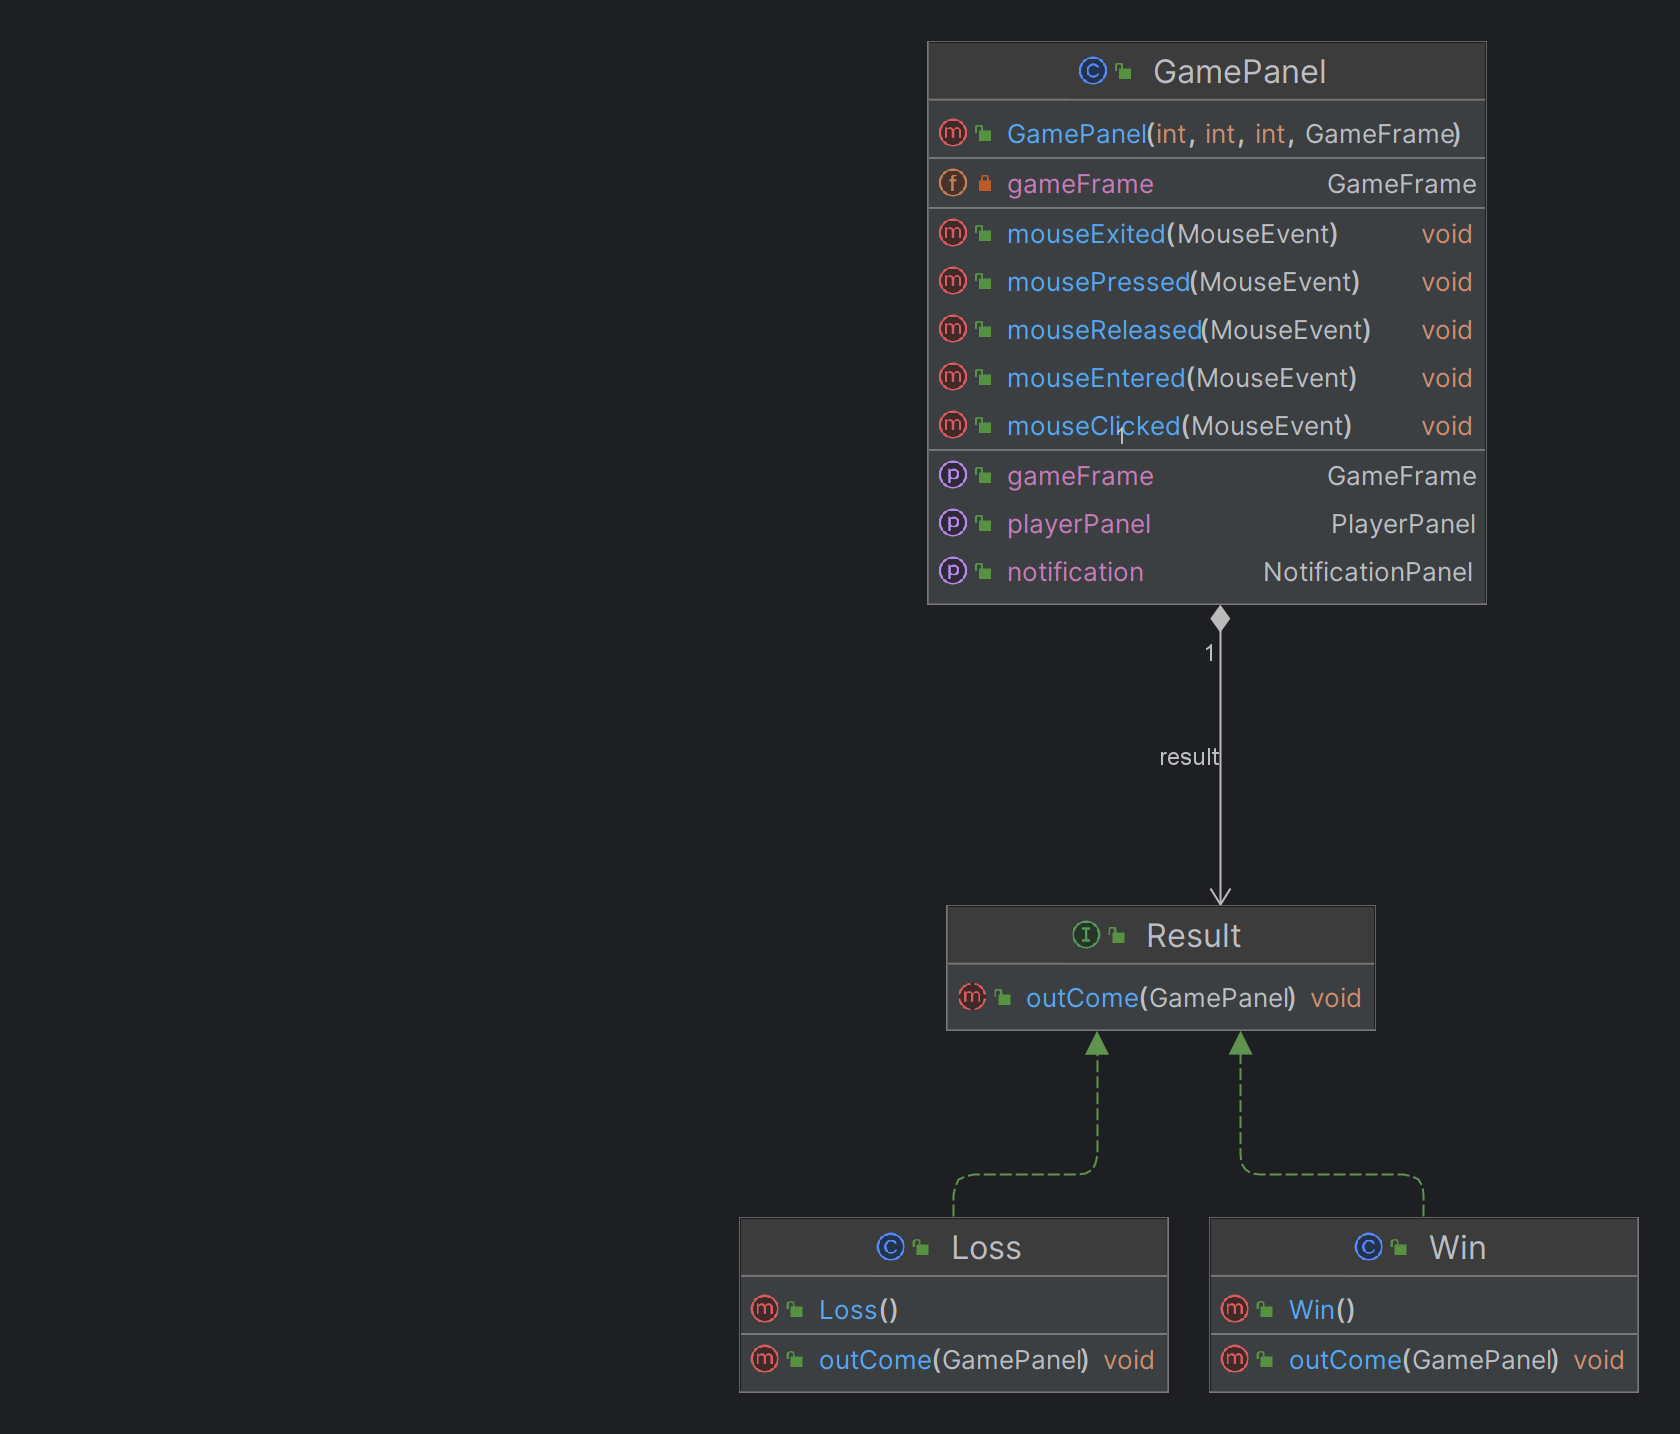 GamePanel
GamePanel(int, int, int, GameFrame)
gameFrame GameFrame
mouseExited(MouseEvent) void
mousePressed(MouseEvent) void
mouseReleased(MouseEvent) void
mouseEntered(MouseEvent) void
mouseClicked(MouseEvent) void
1
gameFrame GameFrame
playerPanel PlayerPanel
notification NotificationPanel
1
result
Result
outCome(GamePanel) void
Loss
Loss()
outCome(GamePanel) void
Win
Win()
outCome(GamePanel) void